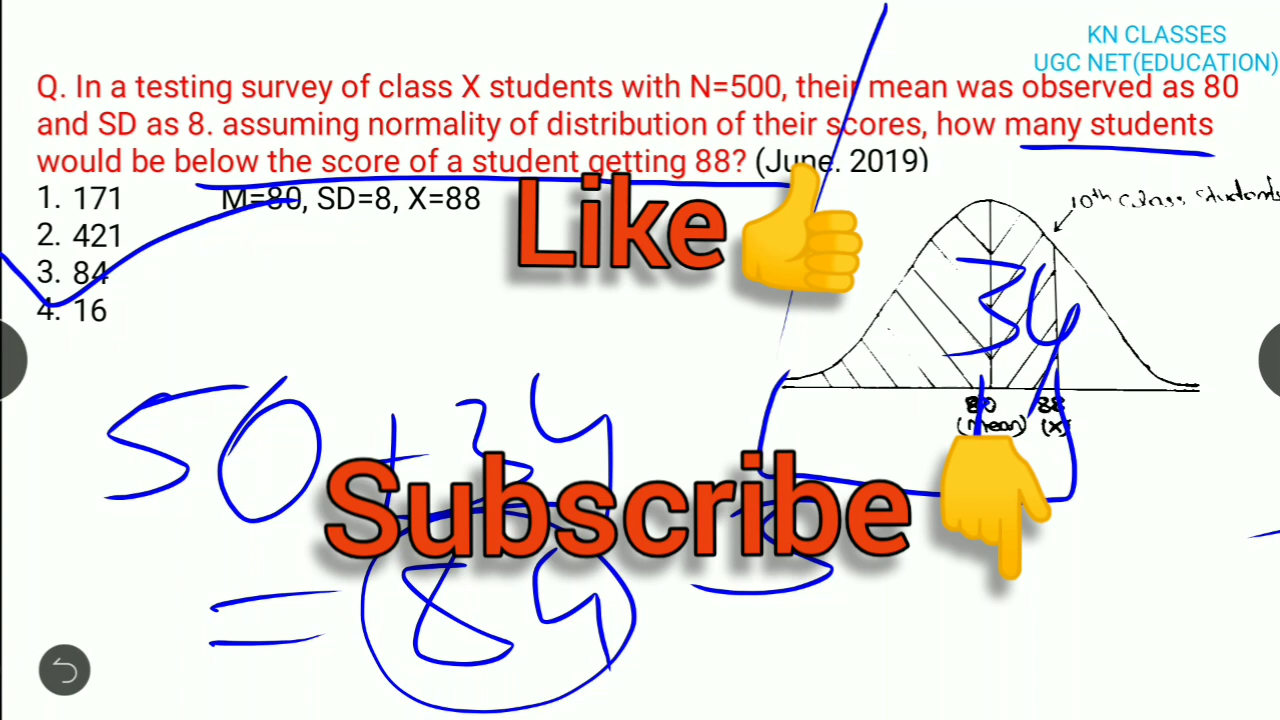 KN CLASSES
UGC NET(EDUCATION)
Q. In a testing survey of class X students with N=500, their mean was observed as 80
and SD as 8. assuming normality of distribution of their scores, how many students
would be below the score of a student getting 88? (June. 2019)
1. 171
M=80, SD=8, X=88
2. 421
3. 84
4. 16
Like
10th class students
34
80 88
(Mean) (X)
50+34
Subscribe
= 84